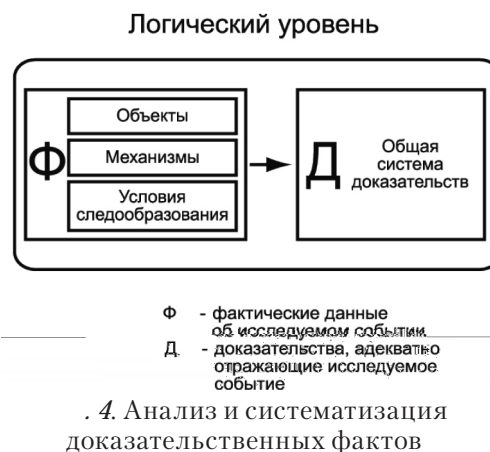 Логический уровень
Ф
Объекты
Механизмы
Условия
следообразования
Д
Общая
система
доказательств
Ф - фактические данные
об исследуемом событии
Д - доказательства, адекватно
отражающие исследуемое
событие
. 4. Анализ и систематизация
доказательственных фактов